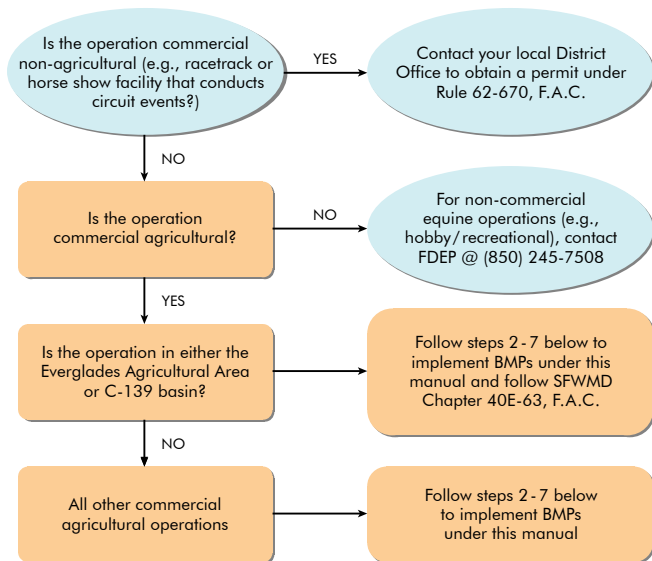 Is the operation commercial
non-agricultural (e.g., racetrack or
horse show facility that conducts
circuit events?)
YES
Contact your local District
Office to obtain a permit under
Rule 62-670, F.A.C.
NO
Is the operation
commercial agricultural?
NO
For non-commercial
equine operations (e.g.,
hobby/recreational), contact
FDEP @ (850) 245-7508
YES
Is the operation in either the
Everglades Agricultural Area
or C-139 basin?
Follow steps 2-7 below to
implement BMPs under this
manual and follow SFWMD
Chapter 40E-63, F.A.C.
NO
All other commercial
agricultural operations
Follow steps 2-7 below
to implement BMPs
under this manual